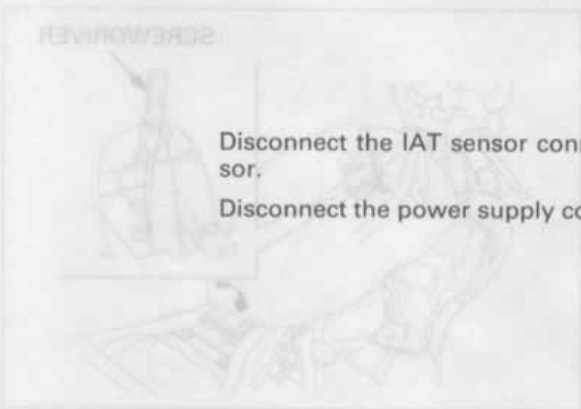 SCREWDRIVER
Disconnect the IAT sensor con
sor.
Disconnect the power supply co